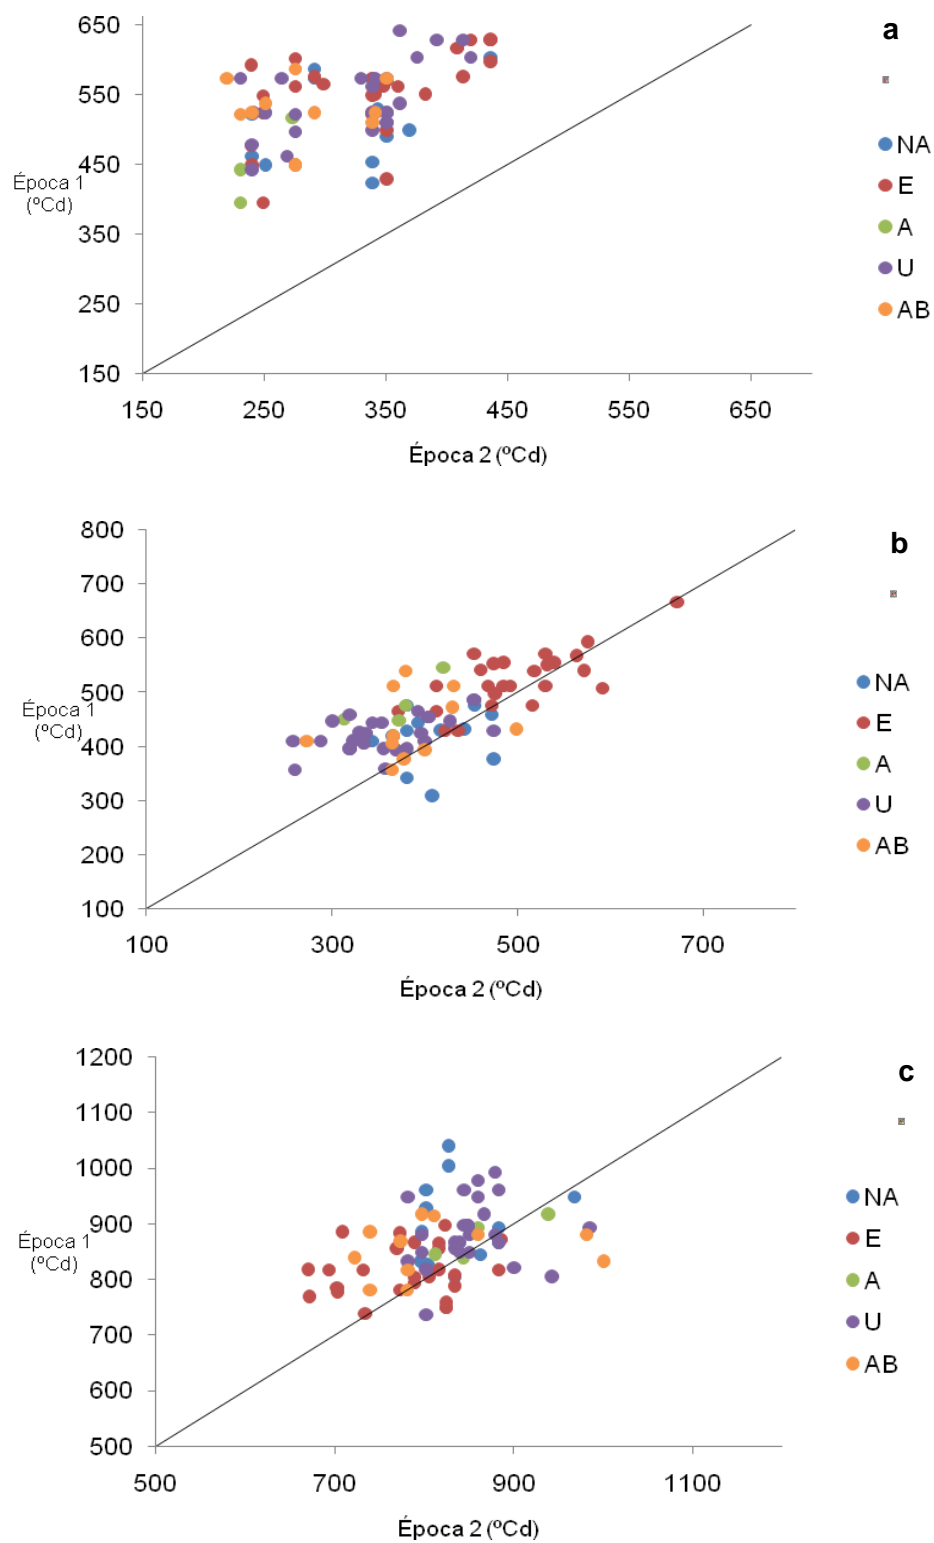 a
650
550
450
350
250
150
Época 1
(ºCd)
150 250 350 450 550 650
Época 2 (ºCd)
NA
E
A
U
AB
b
800
700
600
500
400
300
200
100
Época 1
(ºCd)
100 300 500 700
Época 2 (ºCd)
NA
E
A
U
AB
c
1200
1100
1000
900
800
700
600
500
Época 1
(ºCd)
500 700 900 1100
Época 2 (ºCd)
NA
E
A
U
AB